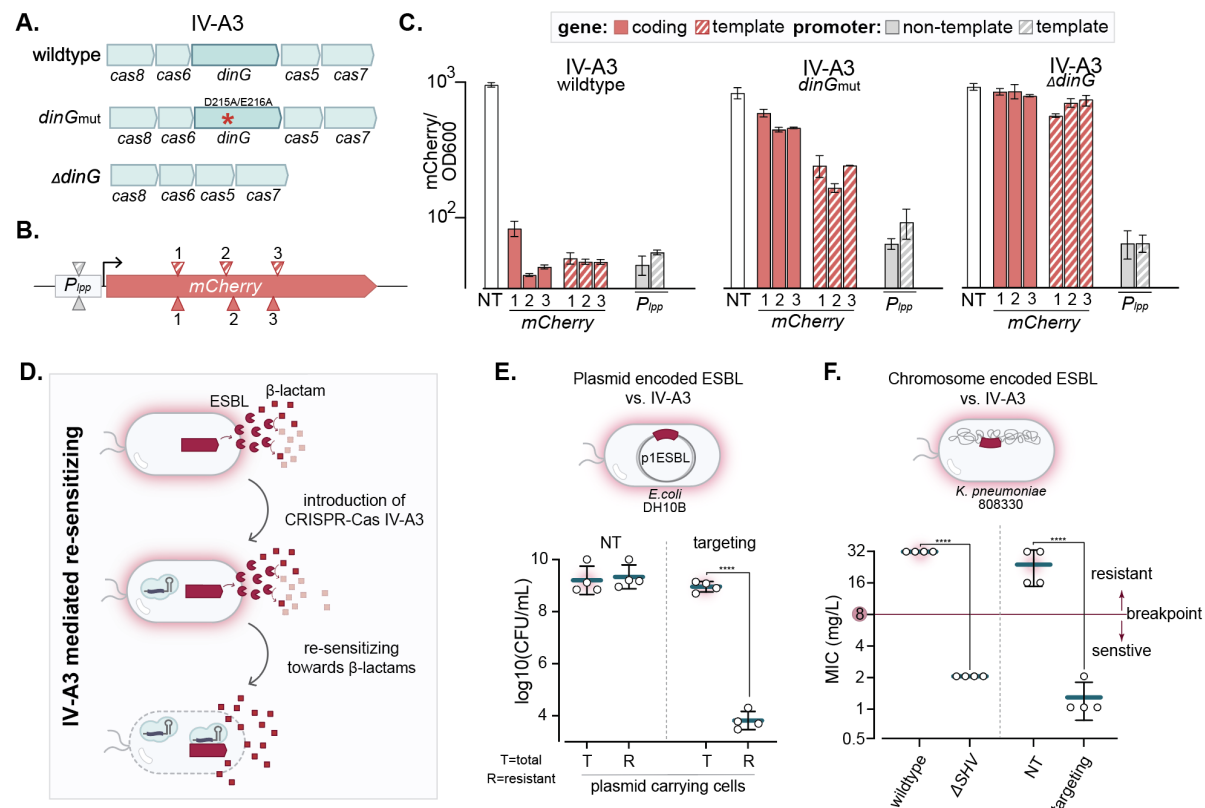 A.
IV-A3
wildtype
cas8 cas6 dinG cas5 cas7
D215A/E216A
dinGmut
*
cas8 cas6 dinG cas5 cas7
ΔdinG
cas8 cas6 cas5 cas7
B.
1 2 3
Plpp
mCherry
1 2 3
C.
gene: coding template promoter: non-template template
IV-A3
wildtype
IV-A3
dinGmut
IV-A3
ΔdinG
mCherry/
OD600
10³
10²
NT 1 2 3 1 2 3 Plpp
mCherry
NT 1 2 3 1 2 3 Plpp
mCherry
NT 1 2 3 1 2 3 Plpp
mCherry
D.
IV-A3 mediated re-sensitizing
ESBL
β-lactam
introduction of
CRISPR-Cas IV-A3
re-sensitizing
towards β-lactams
E.
Plasmid encoded ESBL
vs. IV-A3
p1ESBL
E.coli
DH10B
NT targeting
log10(CFU/mL)
10
9
6
4
****
T R T R
T=total
R=resistant
plasmid carrying cells
F.
Chromosome encoded ESBL
vs. IV-A3
K. pneumoniae
808330
MIC (mg/L)
32
16
8
4
2
1
0.5
**** ****
resistant
breakpoint
senstive
wildtype
ΔSHV
NT
targeting